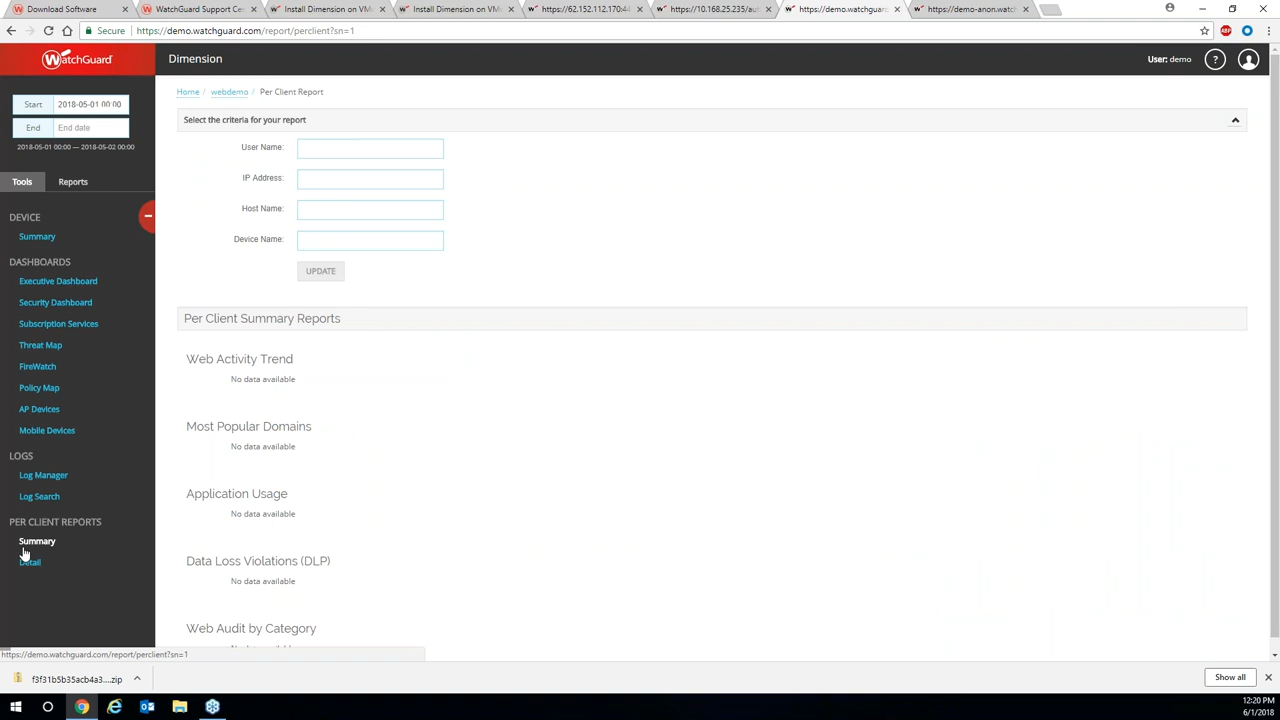 Download Software
WatchGuard Support Ce
Install Dimension on VM
Install Dimension on VM
https://62.152.112.170:44
https://10.168.25.235/aut
https://demo.watchguar
https://demo-anon.watc
Secure
https://demo.watchguard.com/report/perclient?sn=1
ABP
WatchGuard
Dimension
User: demo
?
Start 2018-05-01 00:00
End End date
2018-05-01 00:00 — 2018-05-02 00:00
Tools Reports
DEVICE
Summary
DASHBOARDS
Executive Dashboard
Security Dashboard
Subscription Services
Threat Map
FireWatch
Policy Map
AP Devices
Mobile Devices
LOGS
Log Manager
Log Search
PER CLIENT REPORTS
Summary
Detail
Home / webdemo / Per Client Report
Select the criteria for your report
User Name:
IP Address:
Host Name:
Device Name:
UPDATE
Per Client Summary Reports
Web Activity Trend
No data available
Most Popular Domains
No data available
Application Usage
No data available
Data Loss Violations (DLP)
No data available
Web Audit by Category
https://demo.watchguard.com/report/perclient?sn=1
f3f31b5b35acb4a3....zip
Show all
12:20 PM
6/1/2018